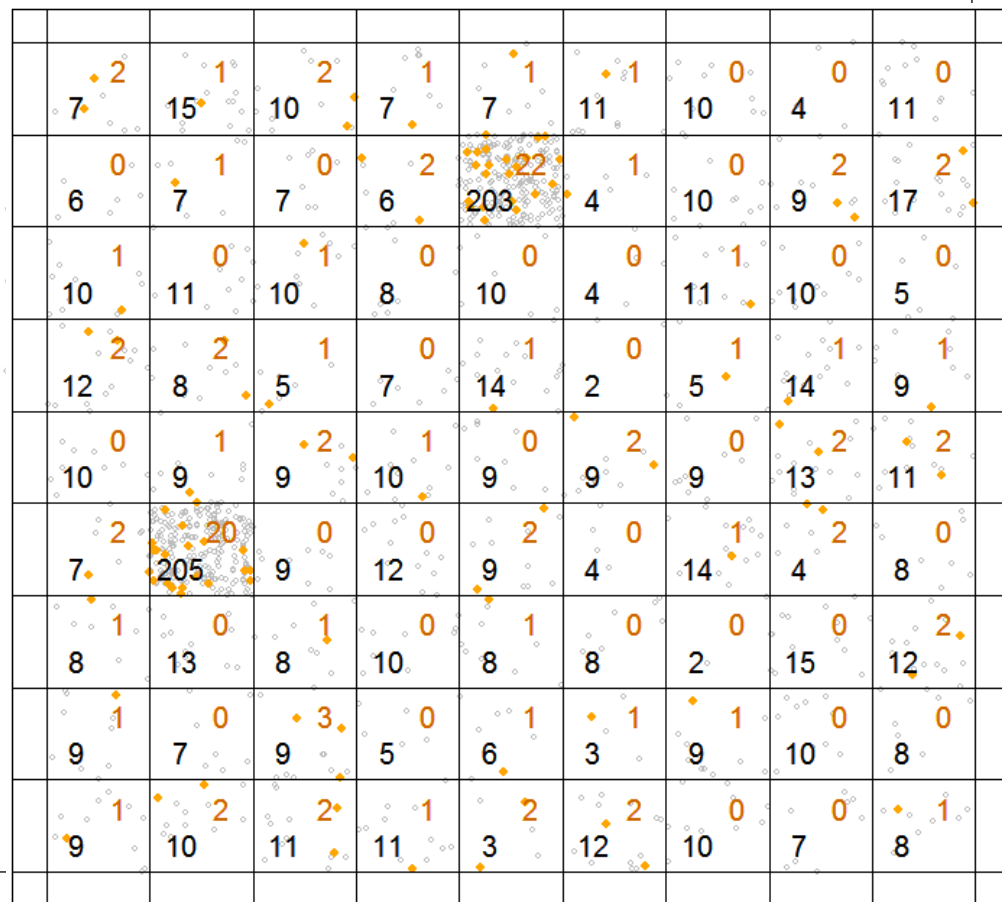 2 1 2 1 1 1 0 0 0
7 15 10 7 7 11 10 4 11
0 1 0 2 22 1 0 2 2
6 7 7 6 203 4 10 9 17
1 0 1 0 0 0 1 0 0
10 11 10 8 10 4 11 10 5
2 2 1 0 1 0 1 1 1
12 8 5 7 14 2 5 14 9
0 1 2 1 0 2 0 2 2
10 9 9 10 9 9 9 13 11
2 20 0 0 2 0 1 2 0
7 205 9 12 9 4 14 4 8
1 0 1 0 1 0 0 0 2
8 13 8 10 8 8 2 15 12
1 0 3 0 1 1 1 0 0
9 7 9 5 6 3 9 10 8
1 2 2 1 2 2 0 0 1
9 10 11 11 3 12 10 7 8